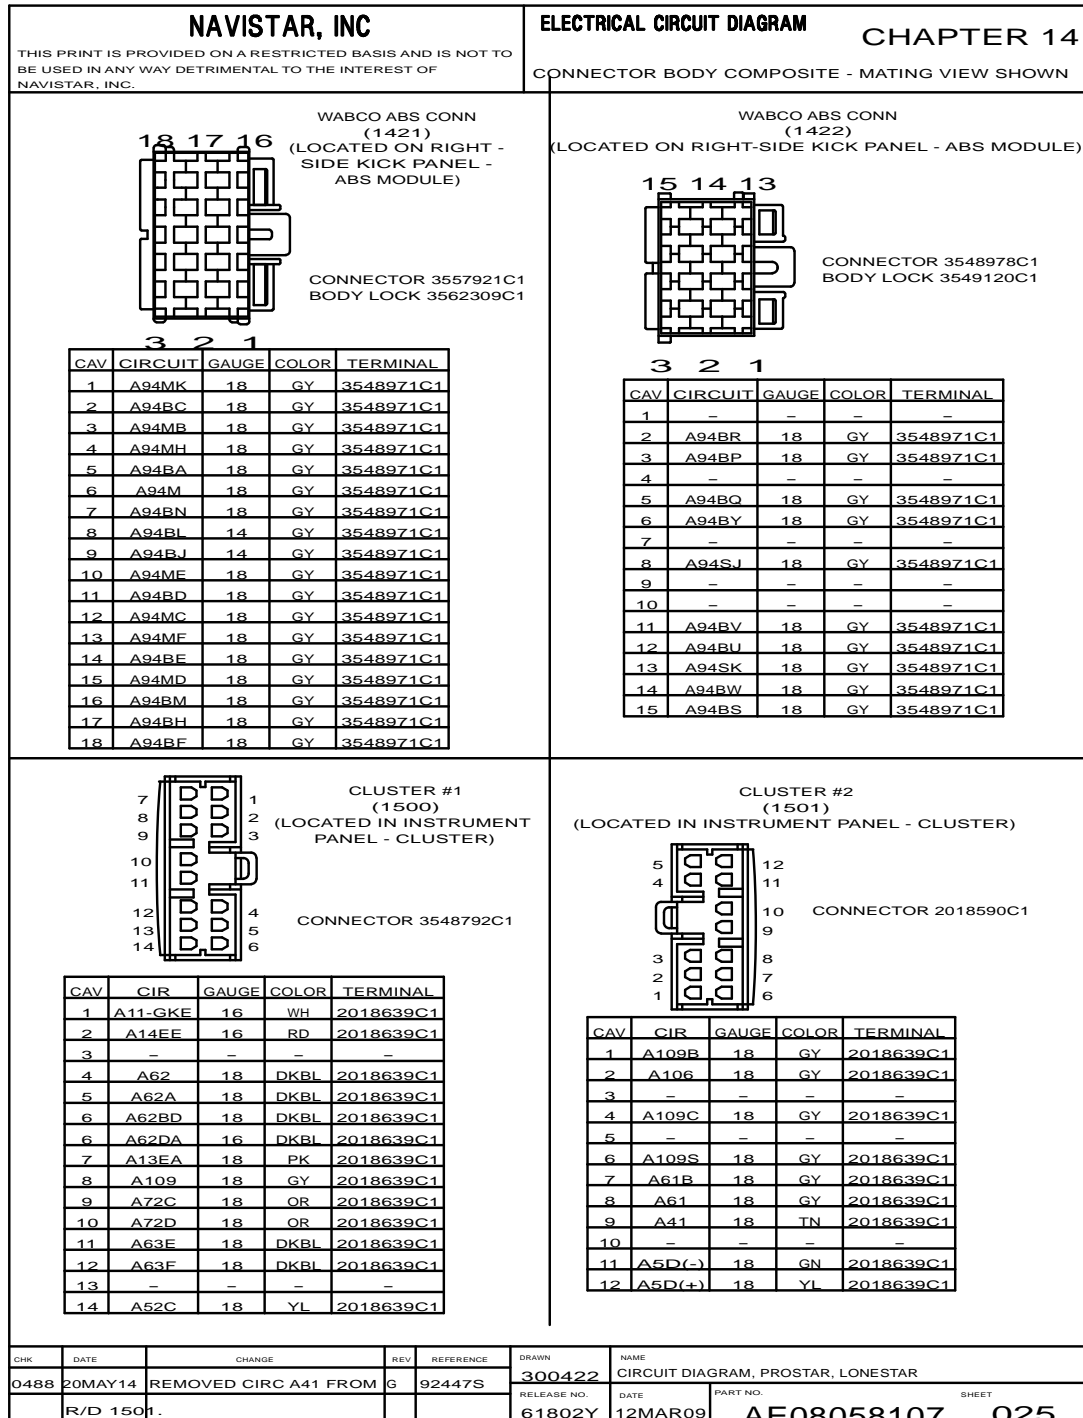 NAVISTAR, INC
THIS PRINT IS PROVIDED ON A RESTRICTED BASIS AND IS NOT TO
BE USED IN ANY WAY DETRIMENTAL TO THE INTEREST OF
NAVISTAR, INC.
ELECTRICAL CIRCUIT DIAGRAM
CHAPTER 14
CONNECTOR BODY COMPOSITE - MATING VIEW SHOWN
WABCO ABS CONN
(1421)
(LOCATED ON RIGHT -
SIDE KICK PANEL -
ABS MODULE)
18 17 16
CONNECTOR 3557921C1
BODY LOCK 3562309C1
3 2 1
CAV CIRCUIT GAUGE COLOR TERMINAL
1 A94MK 18 GY 3548971C1
2 A94BC 18 GY 3548971C1
3 A94MB 18 GY 3548971C1
4 A94MH 18 GY 3548971C1
5 A94BA 18 GY 3548971C1
6 A94M 18 GY 3548971C1
7 A94BN 18 GY 3548971C1
8 A94BL 14 GY 3548971C1
9 A94BJ 14 GY 3548971C1
10 A94ME 18 GY 3548971C1
11 A94BD 18 GY 3548971C1
12 A94MC 18 GY 3548971C1
13 A94MF 18 GY 3548971C1
14 A94BE 18 GY 3548971C1
15 A94MD 18 GY 3548971C1
16 A94BM 18 GY 3548971C1
17 A94BH 18 GY 3548971C1
18 A94BF 18 GY 3548971C1
WABCO ABS CONN
(1422)
(LOCATED ON RIGHT-SIDE KICK PANEL - ABS MODULE)
15 14 13
CONNECTOR 3548978C1
BODY LOCK 3549120C1
3 2 1
CAV CIRCUIT GAUGE COLOR TERMINAL
1 – – – –
2 A94BR 18 GY 3548971C1
3 A94BP 18 GY 3548971C1
4 – – – –
5 A94BQ 18 GY 3548971C1
6 A94BY 18 GY 3548971C1
7 – – – –
8 A94SJ 18 GY 3548971C1
9 – – – –
10 – – – –
11 A94BV 18 GY 3548971C1
12 A94BU 18 GY 3548971C1
13 A94SK 18 GY 3548971C1
14 A94BW 18 GY 3548971C1
15 A94BS 18 GY 3548971C1
CLUSTER #1
(1500)
(LOCATED IN INSTRUMENT
PANEL - CLUSTER)
7 1
8 2
9 3
10
11
12 4
13 5
14 6
CONNECTOR 3548792C1
CAV CIR GAUGE COLOR TERMINAL
1 A11-GKE 16 WH 2018639C1
2 A14EE 16 RD 2018639C1
3 – – – –
4 A62 18 DKBL 2018639C1
5 A62A 18 DKBL 2018639C1
6 A62BD 18 DKBL 2018639C1
6 A62DA 16 DKBL 2018639C1
7 A13EA 18 PK 2018639C1
8 A109 18 GY 2018639C1
9 A72C 18 OR 2018639C1
10 A72D 18 OR 2018639C1
11 A63E 18 DKBL 2018639C1
12 A63F 18 DKBL 2018639C1
13 – – – –
14 A52C 18 YL 2018639C1
CLUSTER #2
(1501)
(LOCATED IN INSTRUMENT PANEL - CLUSTER)
5 12
4 11
10
9
3 8
2 7
1 6
CONNECTOR 2018590C1
CAV CIR GAUGE COLOR TERMINAL
1 A109B 18 GY 2018639C1
2 A106 18 GY 2018639C1
3 – – – –
4 A109C 18 GY 2018639C1
5 – – – –
6 A109S 18 GY 2018639C1
7 A61B 18 GY 2018639C1
8 A61 18 GY 2018639C1
9 A41 18 TN 2018639C1
10 – – – –
11 A5D(-) 18 GN 2018639C1
12 A5D(+) 18 YL 2018639C1
CHK DATE CHANGE REV REFERENCE
0488 20MAY14 REMOVED CIRC A41 FROM G 92447S
R/D 1501.
DRAWN NAME
300422 CIRCUIT DIAGRAM, PROSTAR, LONESTAR
RELEASE NO. DATE PART NO. SHEET
61802Y 12MAR09 AE08058107 025